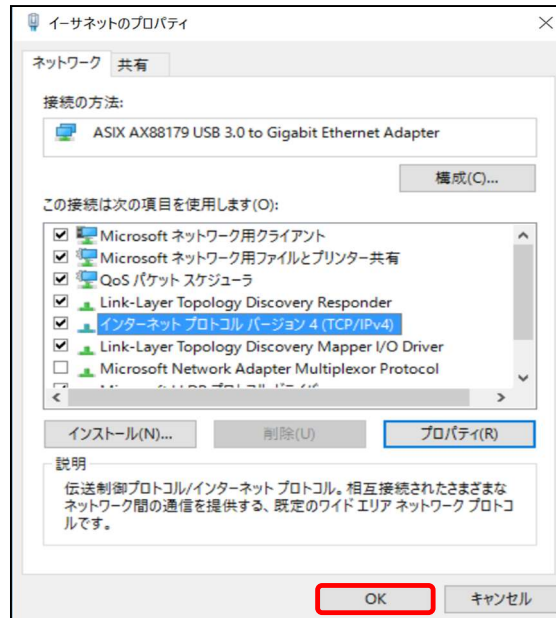 イーサネットのプロパティ
ネットワーク 共有
接続の方法:
ASIX AX88179 USB 3.0 to Gigabit Ethernet Adapter
構成(C)...
この接続は次の項目を使用します(O):
Microsoft ネットワーク用クライアント
Microsoft ネットワーク用ファイルとプリンター共有
QoS パケット スケジューラ
Link-Layer Topology Discovery Responder
インターネット プロトコル バージョン 4 (TCP/IPv4)
Link-Layer Topology Discovery Mapper I/O Driver
Microsoft Network Adapter Multiplexor Protocol
インストール(N)... 削除(U) プロパティ(R)
説明
伝送制御プロトコル/インターネット プロトコル。相互接続されたさまざまな
ネットワーク間の通信を提供する、既定のワイド エリア ネットワーク プロトコ
ルです。
OK キャンセル